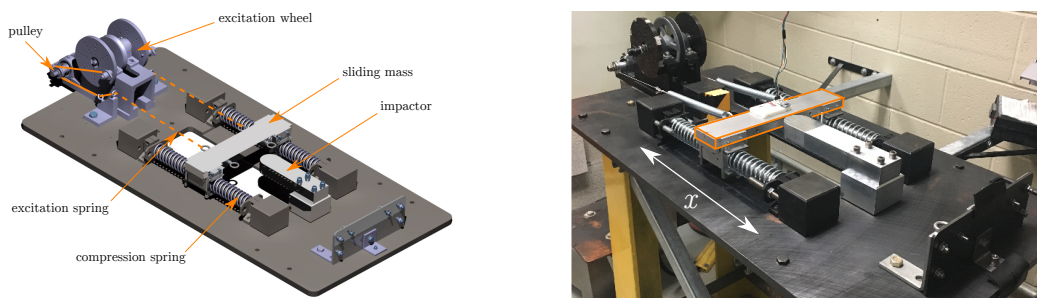 excitation wheel
pulley
sliding mass
impactor
excitation spring
compression spring
x